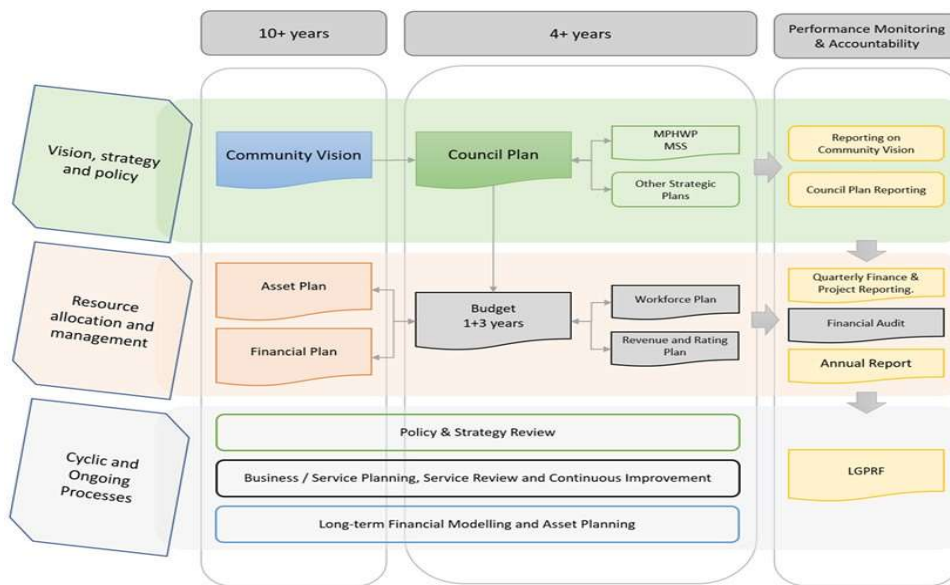 10+ years
4+ years
Performance Monitoring
& Accountability
Vision, strategy
and policy
Community Vision
Council Plan
MPHWP
MSS
Other Strategic
Plans
Reporting on
Community Vision
Council Plan Reporting
Resource
allocation and
management
Asset Plan
Financial Plan
Budget
1+3 years
Workforce Plan
Revenue and Rating
Plan
Quarterly Finance &
Project Reporting.
Financial Audit
Annual Report
Cyclic and
Ongoing
Processes
Policy & Strategy Review
Business / Service Planning, Service Review and Continuous Improvement
Long-term Financial Modelling and Asset Planning
LGPRF